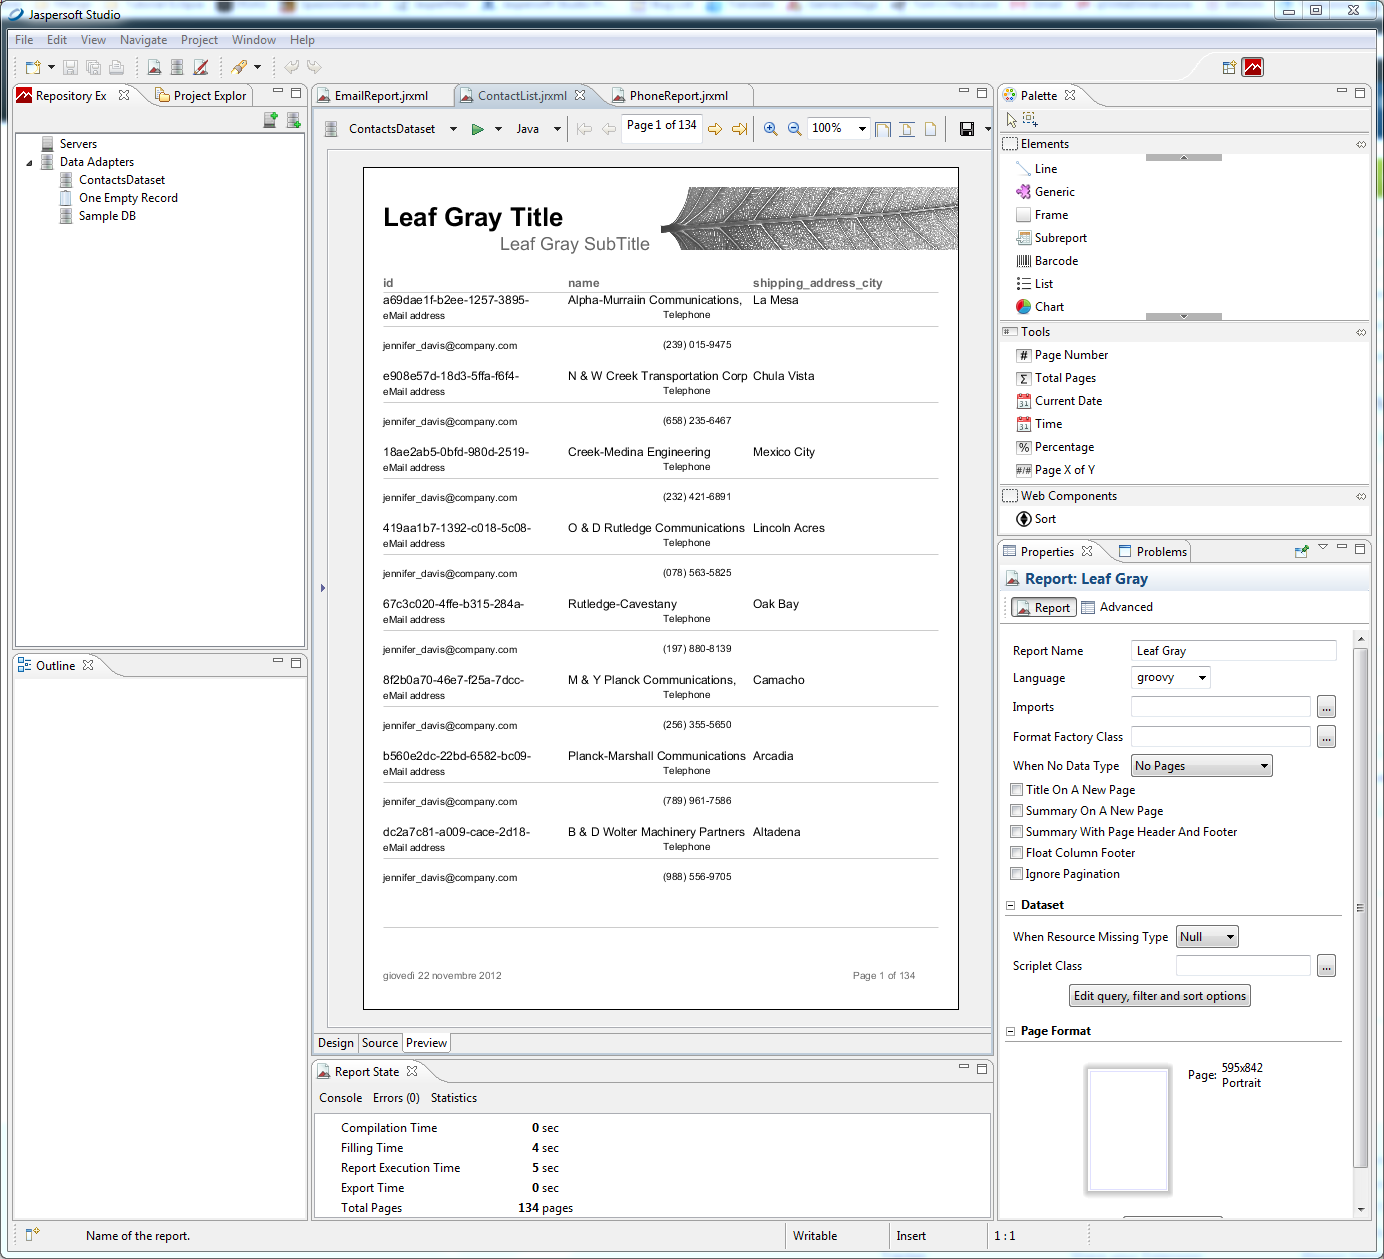 Jaspersoft Studio
File Edit View Navigate Project Window Help
Repository Ex
Project Explor
Servers
Data Adapters
ContactsDataset
One Empty Record
Sample DB
Outline
EmailReport.jrxml
ContactList.jrxml
PhoneReport.jrxml
ContactsDataset Java Page 1 of 134 100%
Leaf Gray Title
Leaf Gray SubTitle
id name shipping_address_city
a69dae1f-b2ee-1257-3895- Alpha-Murraiin Communications, La Mesa
eMail address Telephone
jennifer_davis@company.com (239) 015-9475
e908e57d-18d3-5ffa-f6f4- N & W Creek Transportation Corp Chula Vista
eMail address Telephone
jennifer_davis@company.com (658) 235-6467
18ae2ab5-0bfd-980d-2519- Creek-Medina Engineering Mexico City
eMail address Telephone
jennifer_davis@company.com (232) 421-6891
419aa1b7-1392-c018-5c08- O & D Rutledge Communications Lincoln Acres
eMail address Telephone
jennifer_davis@company.com (078) 563-5825
67c3c020-4ffe-b315-284a- Rutledge-Cavestany Oak Bay
eMail address Telephone
jennifer_davis@company.com (197) 880-8139
8f2b0a70-46e7-f25a-7dcc- M & Y Planck Communications, Camacho
eMail address Telephone
jennifer_davis@company.com (256) 355-5650
b560e2dc-22bd-6582-bc09- Planck-Marshall Communications Arcadia
eMail address Telephone
jennifer_davis@company.com (789) 961-7586
dc2a7c81-a009-cace-2d18- B & D Wolter Machinery Partners Altadena
eMail address Telephone
jennifer_davis@company.com (988) 556-9705
giovedì 22 novembre 2012 Page 1 of 134
Design Source Preview
Report State
Console Errors (0) Statistics
Compilation Time 0 sec
Filling Time 4 sec
Report Execution Time 5 sec
Export Time 0 sec
Total Pages 134 pages
Palette
Elements
Line
Generic
Frame
Subreport
Barcode
List
Chart
Tools
# Page Number
Σ Total Pages
31 Current Date
31 Time
% Percentage
#/# Page X of Y
Web Components
Sort
Properties
Problems
Report: Leaf Gray
Report Advanced
Report Name Leaf Gray
Language groovy
Imports ...
Format Factory Class ...
When No Data Type No Pages
Title On A New Page
Summary On A New Page
Summary With Page Header And Footer
Float Column Footer
Ignore Pagination
Dataset
When Resource Missing Type Null
Scriplet Class ...
Edit query, filter and sort options
Page Format
Page: 595x842
Portrait
Name of the report. Writable Insert 1 : 1